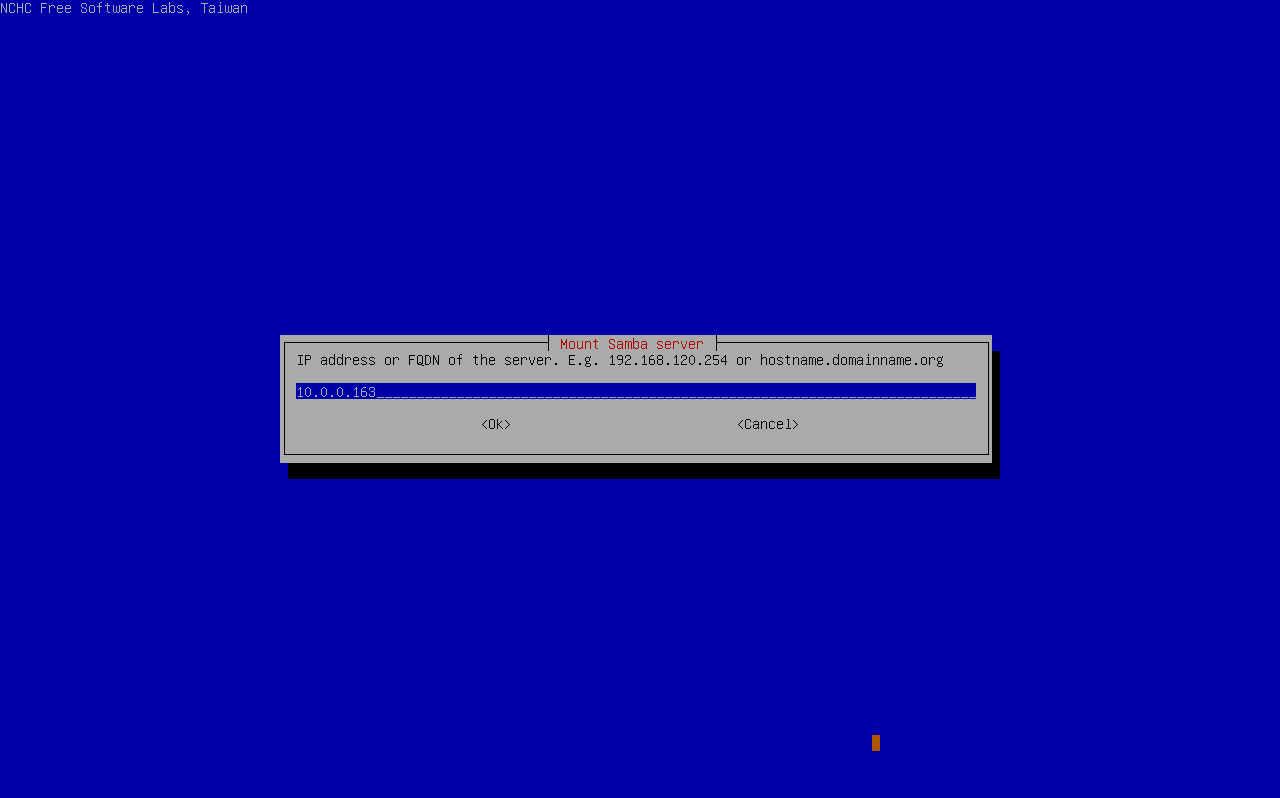 NCHC Free Software Labs, Taiwan
Mount Samba server
IP address or FQDN of the server. E.g. 192.168.120.254 or hostname.domainname.org
10.0.0.163
<Ok> <Cancel>